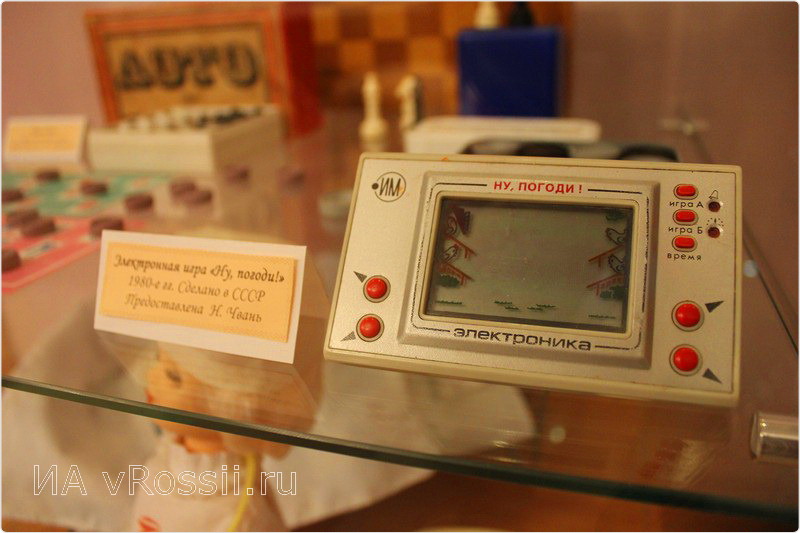 ЛОТО
ИМ
НУ, ПОГОДИ!
игра А
игра Б
время
электроника
Электронная игра «Ну, погоди!»
1980-е гг. Сделано в СССР
Предоставлена Н. Чвань
ИА vRossii.ru